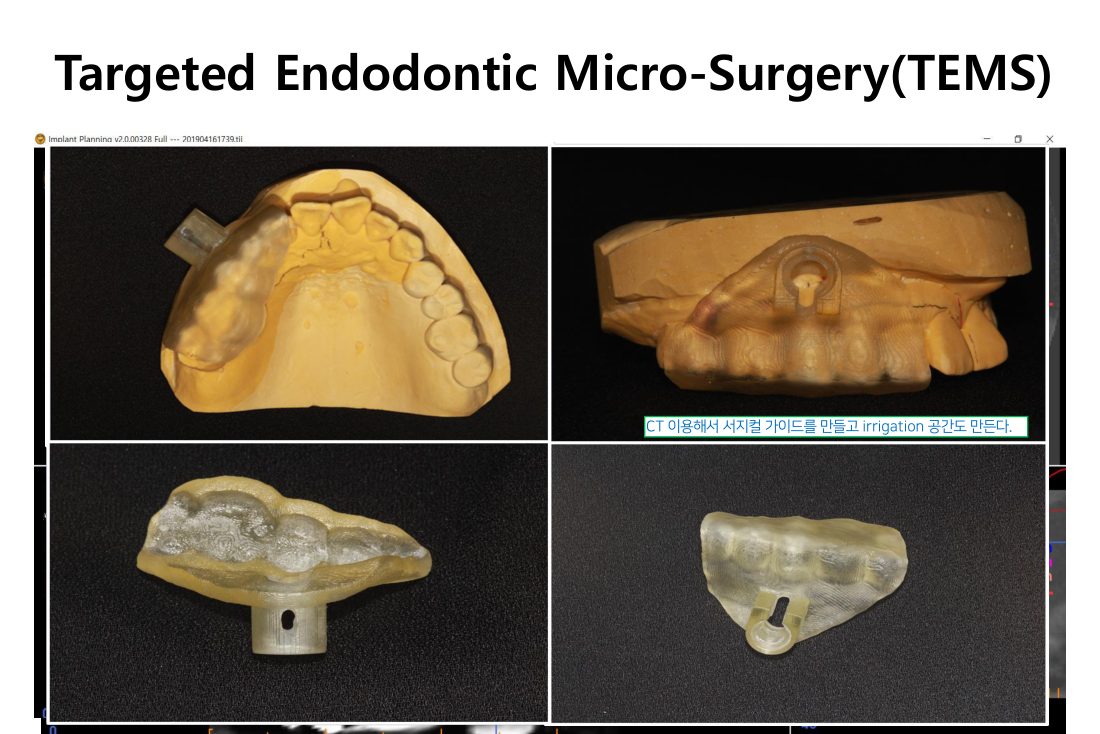 Targeted Endodontic Micro-Surgery(TEMS)
Implant Planning v2.0.00328 Full --- 201904161739.tii
CT 이용해서 서지컬 가이드를 만들고 irrigation 공간도 만든다.
0